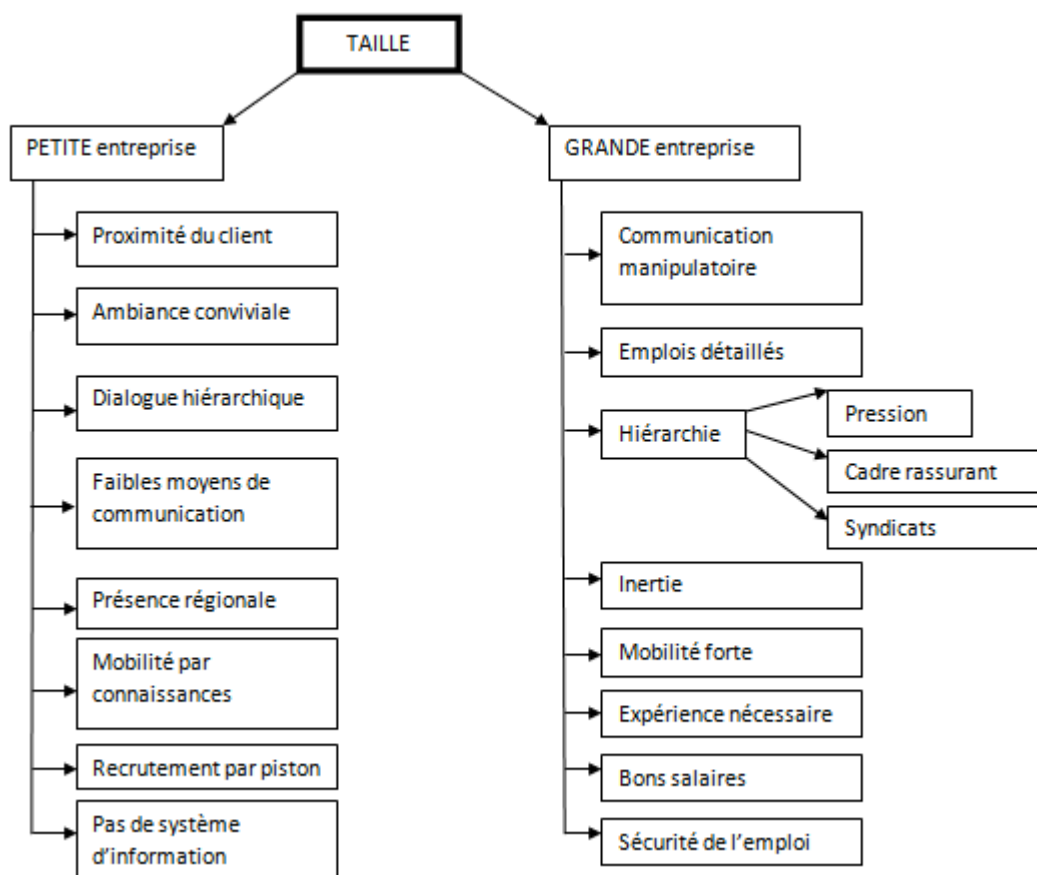 TAILLE
PETITE entreprise
Proximité du client
Ambiance conviviale
Dialogue hiérarchique
Faibles moyens de
communication
Présence régionale
Mobilité par
connaissances
Recrutement par piston
Pas de système
d'information
GRANDE entreprise
Communication
manipulatoire
Emplois détaillés
Hiérarchie
Pression
Cadre rassurant
Syndicats
Inertie
Mobilité forte
Expérience nécessaire
Bons salaires
Sécurité de l'emploi